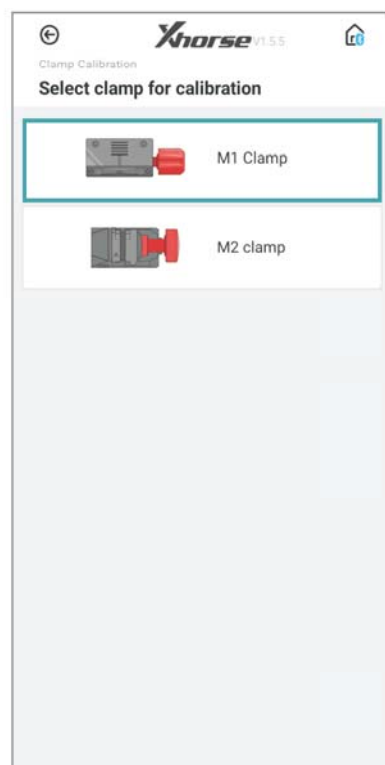 Xhorse V1.5.5
Clamp Calibration
Select clamp for calibration
M1 Clamp
M2 clamp